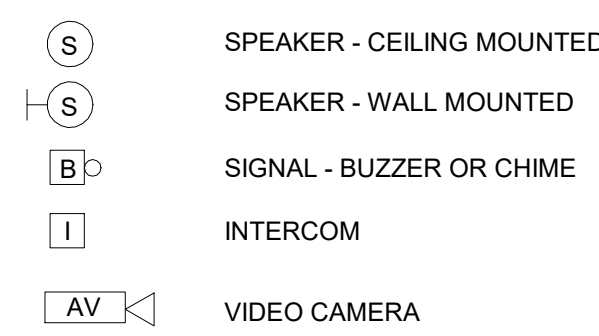 S SPEAKER - CEILING MOUNTED
S SPEAKER - WALL MOUNTED
B SIGNAL - BUZZER OR CHIME
I INTERCOM
AV VIDEO CAMERA